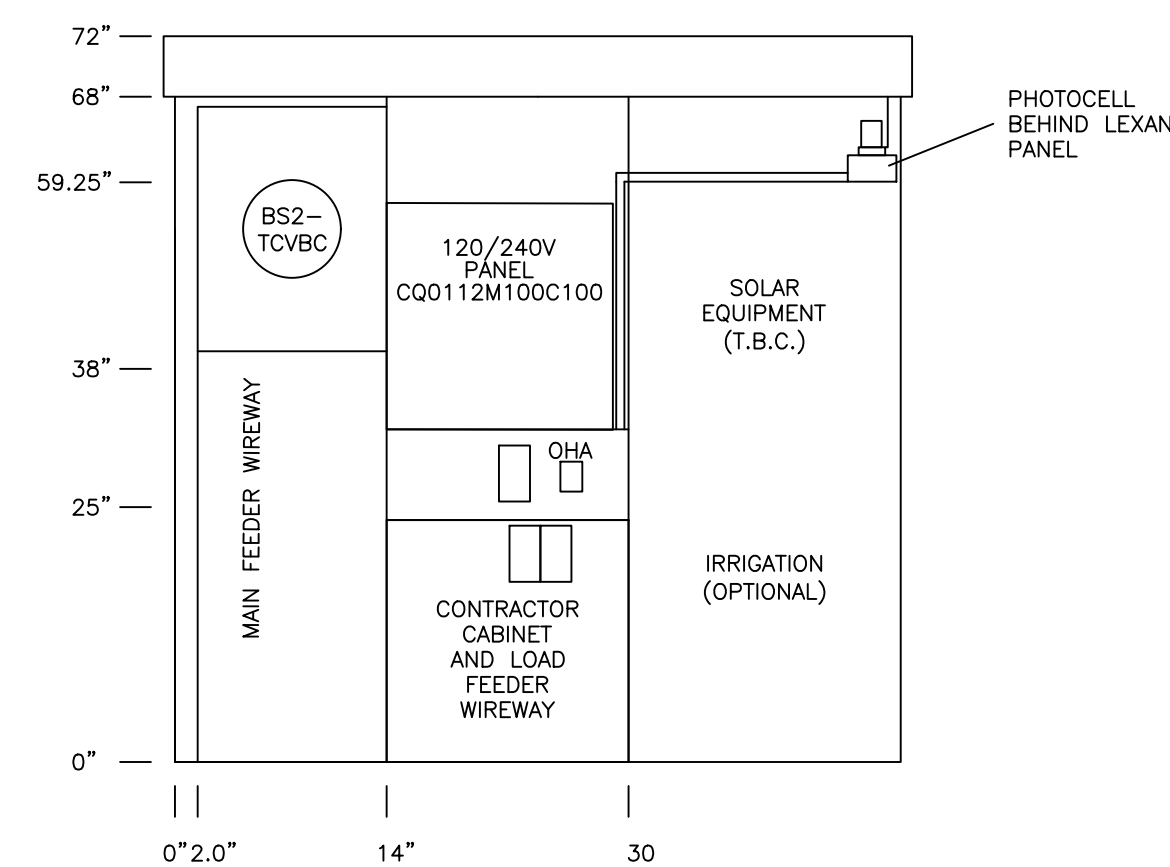 72”
68”
59.25”
38”
25”
0”
PHOTOCELL
BEHIND LEXAN
PANEL
BS2–
TCVBC
120/240V
PANEL
CQO112M100C100
SOLAR
EQUIPMENT
(T.B.C.)
MAIN FEEDER WIREWAY
OHA
IRRIGATION
(OPTIONAL)
CONTRACTOR
CABINET
AND LOAD
FEEDER
WIREWAY
0” 2.0” 14” 30